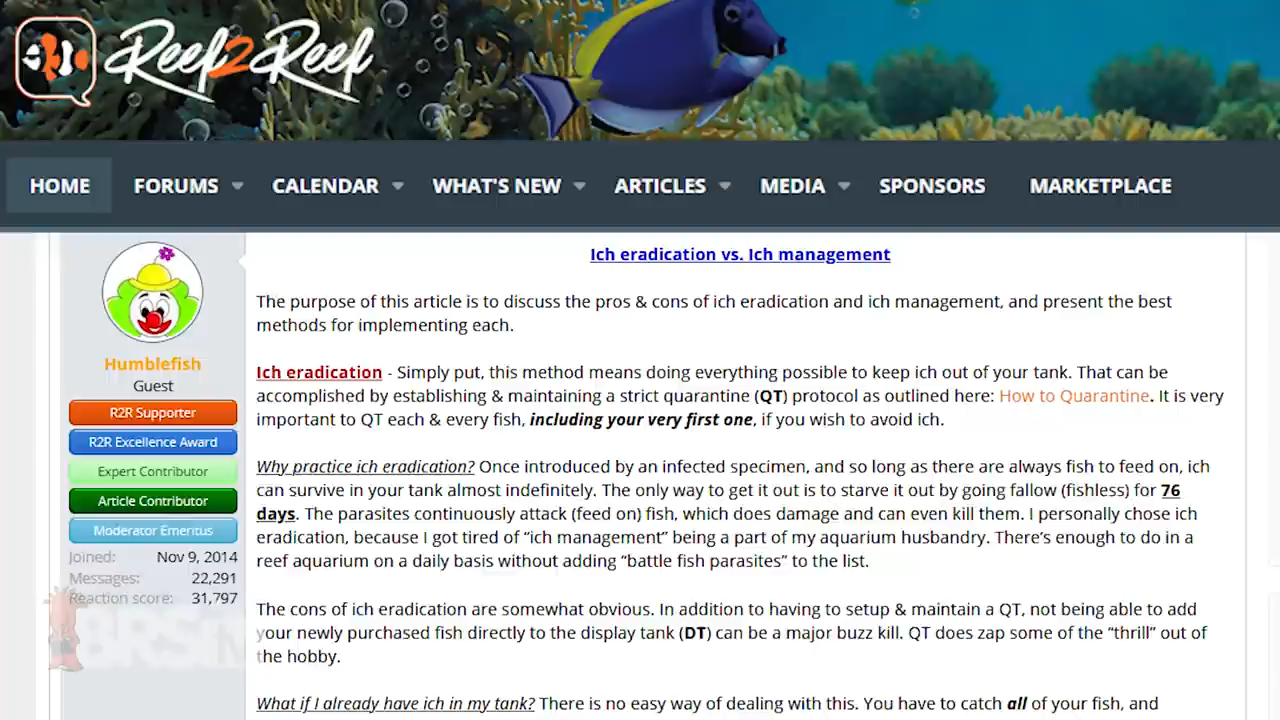 Reef2Reef
HOME FORUMS CALENDAR WHAT'S NEW ARTICLES MEDIA SPONSORS MARKETPLACE
Humblefish
Guest
R2R Supporter
R2R Excellence Award
Expert Contributor
Article Contributor
Moderator Emeritus
Joined: Nov 9, 2014
Messages: 22,291
Reaction score: 31,797
BRStv
Ich eradication vs. Ich management
The purpose of this article is to discuss the pros & cons of ich eradication and ich management, and present the best
methods for implementing each.
Ich eradication - Simply put, this method means doing everything possible to keep ich out of your tank. That can be
accomplished by establishing & maintaining a strict quarantine (QT) protocol as outlined here: How to Quarantine. It is very
important to QT each & every fish, including your very first one, if you wish to avoid ich.
Why practice ich eradication? Once introduced by an infected specimen, and so long as there are always fish to feed on, ich
can survive in your tank almost indefinitely. The only way to get it out is to starve it out by going fallow (fishless) for 76
days. The parasites continuously attack (feed on) fish, which does damage and can even kill them. I personally chose ich
eradication, because I got tired of “ich management” being a part of my aquarium husbandry. There’s enough to do in a
reef aquarium on a daily basis without adding “battle fish parasites” to the list.
The cons of ich eradication are somewhat obvious. In addition to having to setup & maintain a QT, not being able to add
your newly purchased fish directly to the display tank (DT) can be a major buzz kill. QT does zap some of the “thrill” out of
the hobby.
What if I already have ich in my tank? There is no easy way of dealing with this. You have to catch all of your fish, and